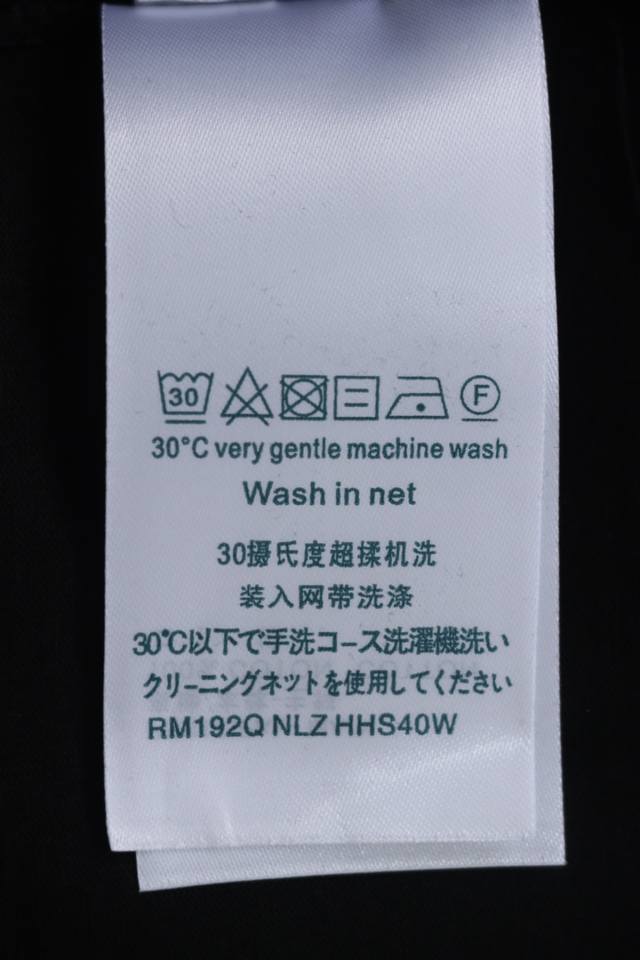 30 F
30°C very gentle machine wash
Wash in net
30摄氏度超揉机洗
装入网带洗涤
30℃以下で手洗コース洗濯機洗い
クリーニングネットを使用してください
RM192Q NLZ HHS40W